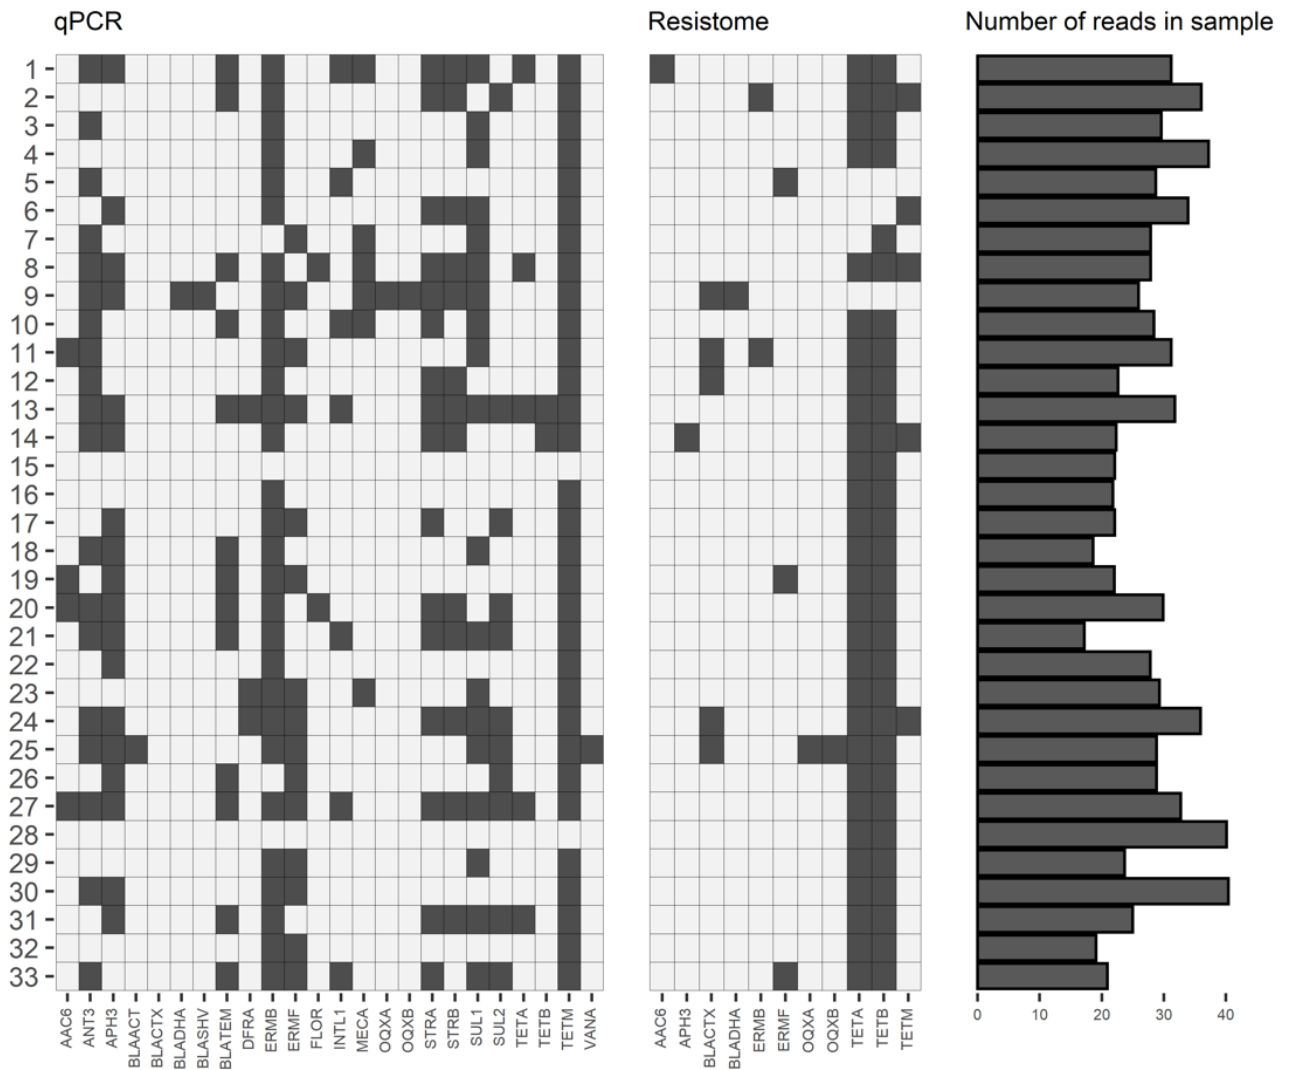 qPCR
Resistome
Number of reads in sample
1
2
3
4
5
6
7
8
9
10
11
12
13
14
15
16
17
18
19
20
21
22
23
24
25
26
27
28
29
30
31
32
33
AAC6
ANT3
APH3
BLAACT
BLACTX
BLADHA
BLASHV
BLATEM
DFRA
ERMB
ERMF
FLOR
INTL1
MECA
OQXA
OQXB
STRA
STRB
SUL1
SUL2
TETA
TETB
TETM
VANA
AAC6
APH3
BLACTX
BLADHA
ERMB
ERMF
OQXA
OQXB
TETA
TETB
TETM
0 10 20 30 40